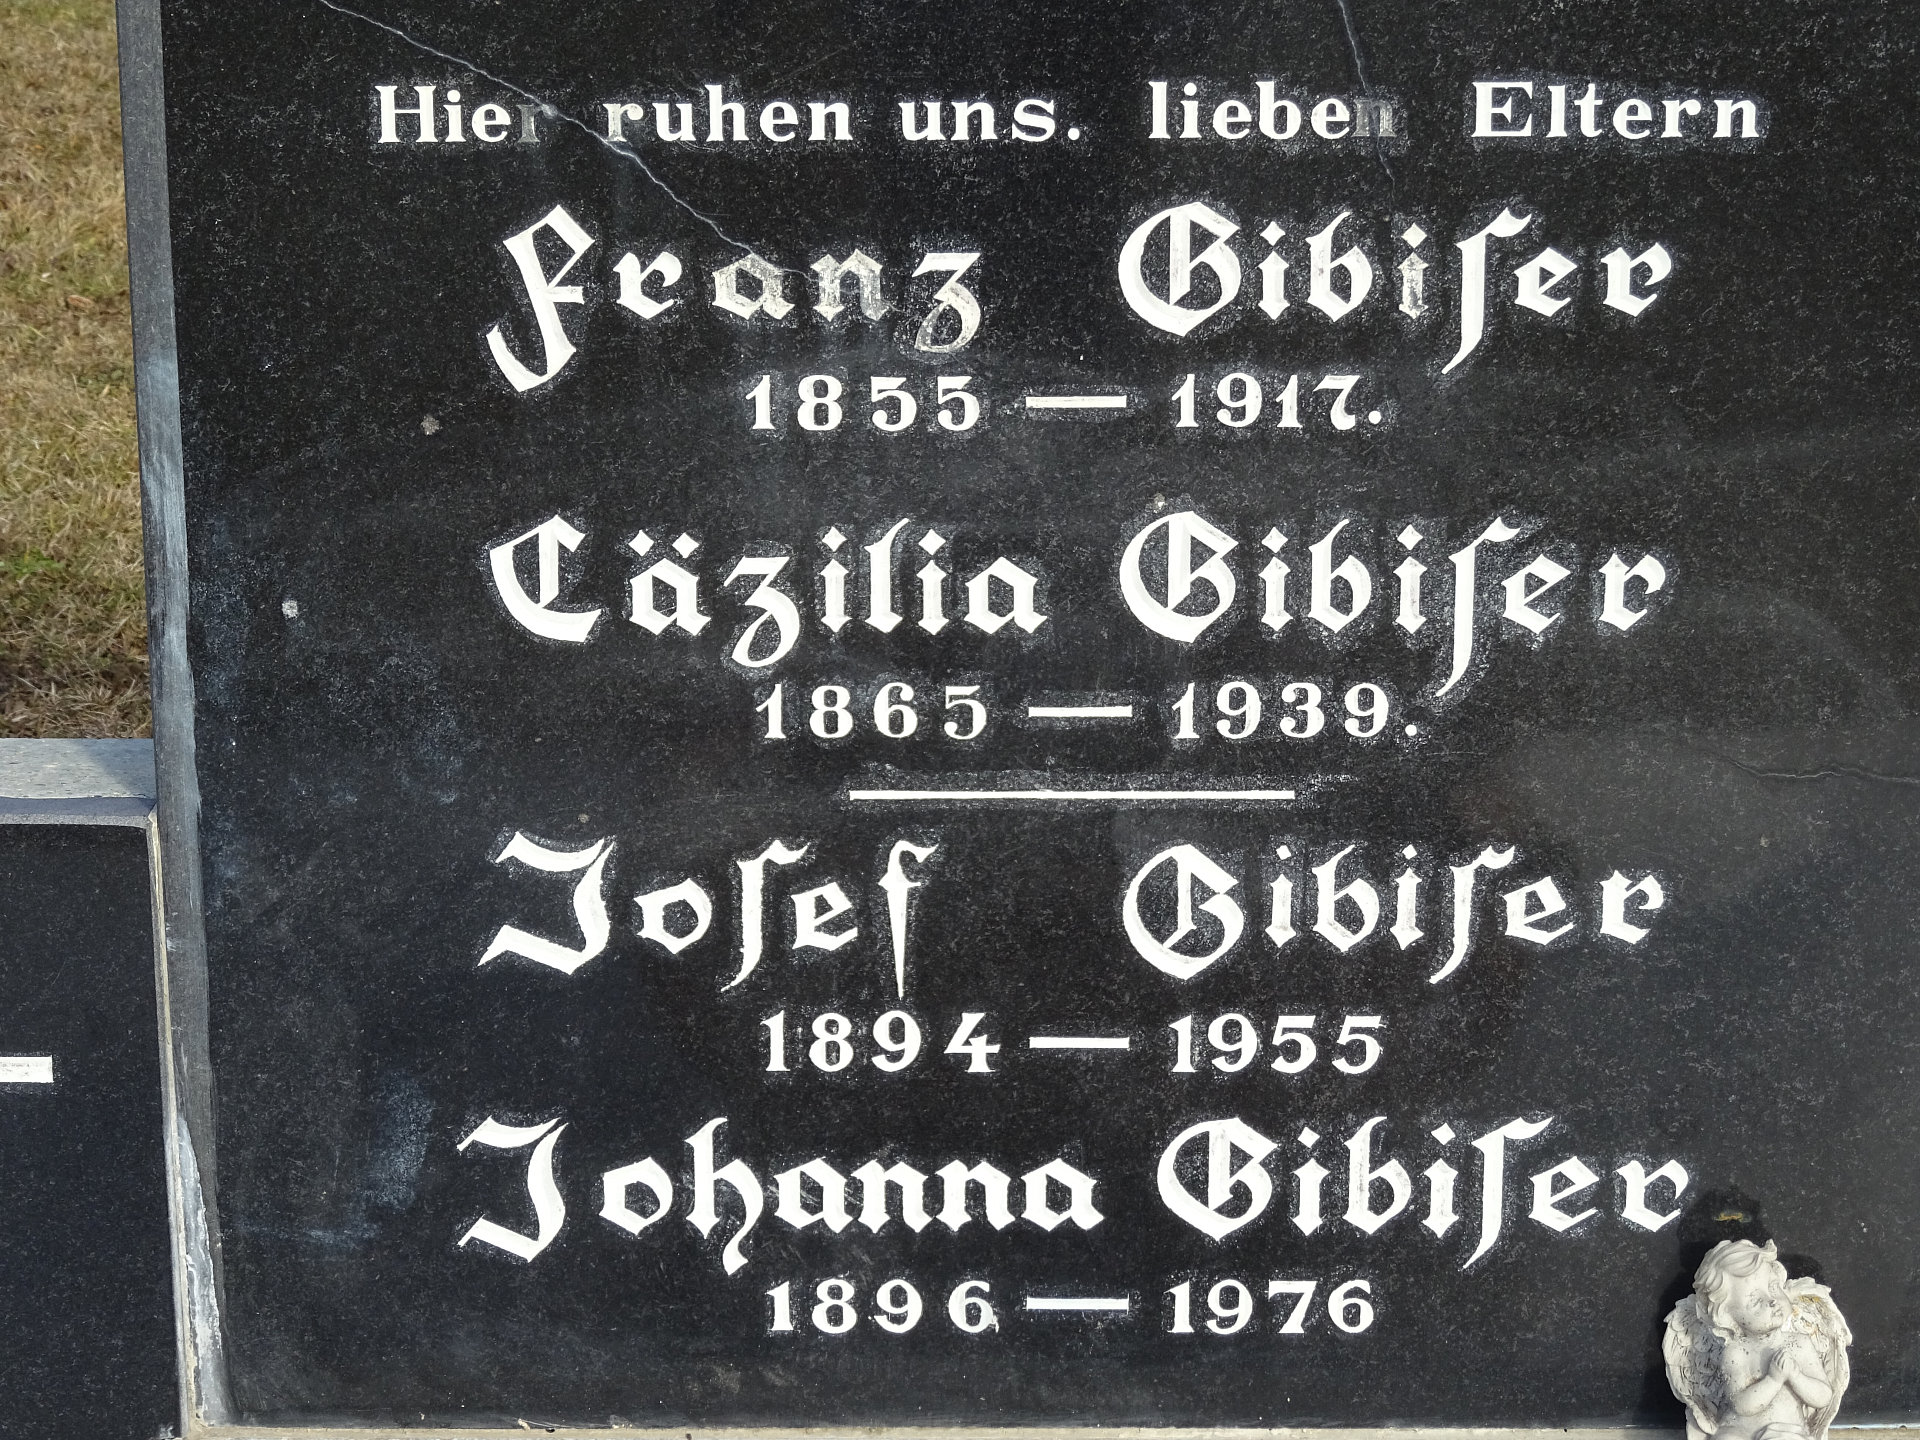 Hier ruhen uns. lieben Eltern
Franz Gibiſer
1855 — 1917.
Cäzilia Gibiſer
1865 — 1939.
Joſef Gibiſer
1894 — 1955
Johanna Gibiſer
1896 — 1976